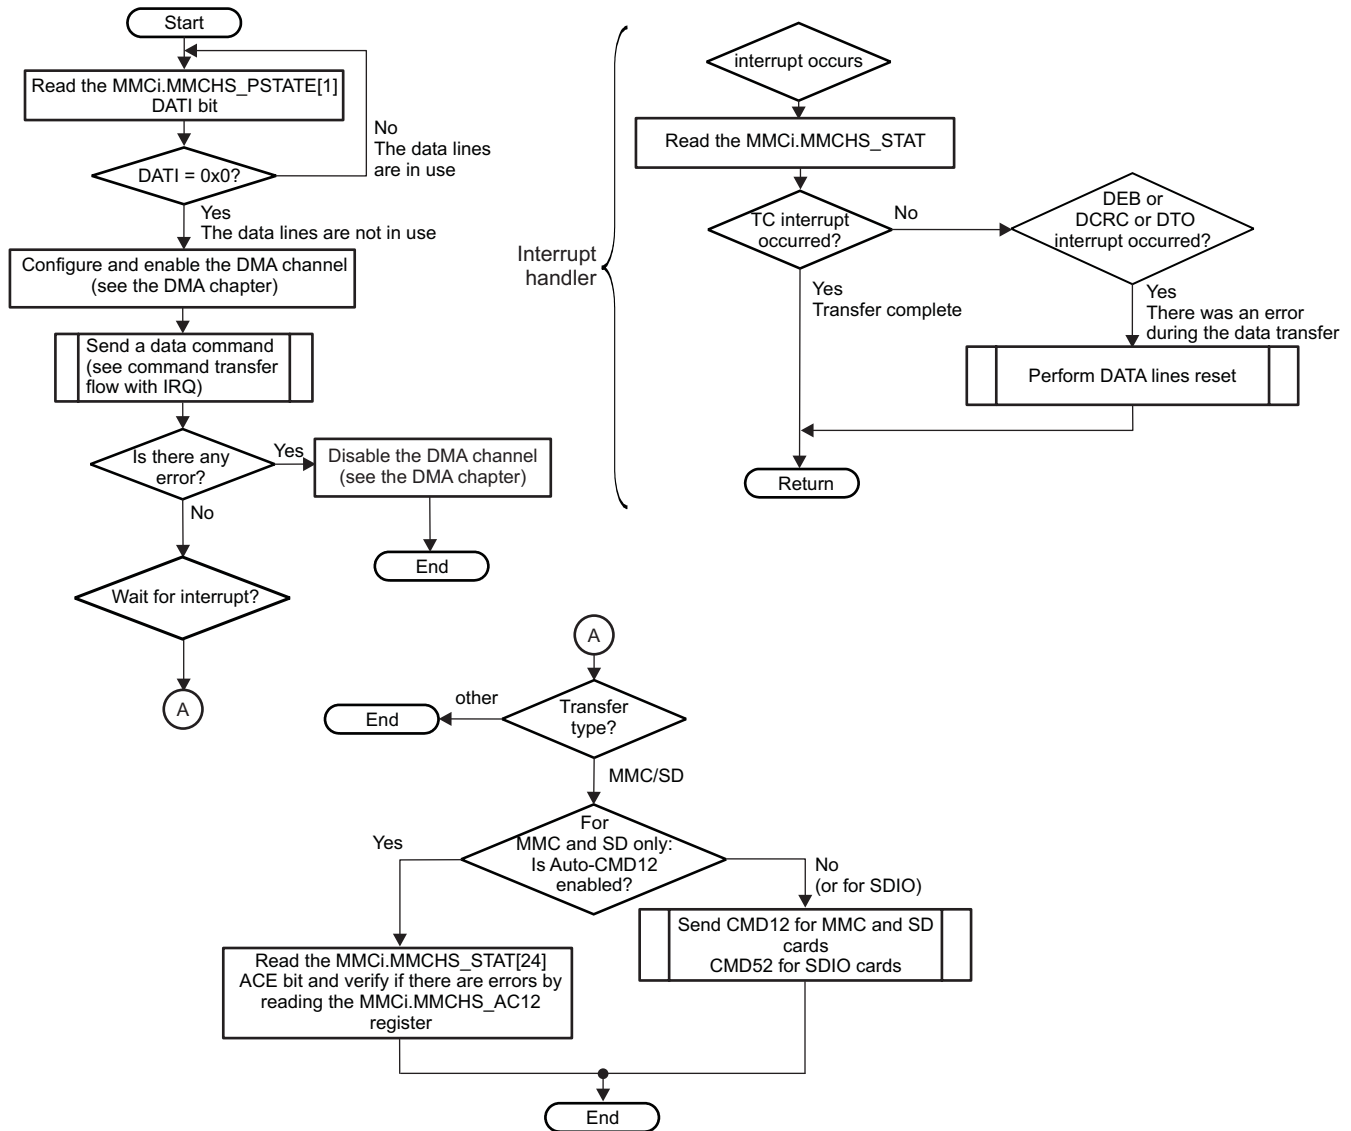 Start
Read the MMCi.MMCHS_PSTATE[1]
DATI bit
No
The data lines
are in use
DATI = 0x0?
Yes
The data lines are not in use
Configure and enable the DMA channel
(see the DMA chapter)
Send a data command
(see command transfer
flow with IRQ)
Is there any
error?
Yes
Disable the DMA channel
(see the DMA chapter)
No
End
Wait for interrupt?
A
Interrupt
handler
interrupt occurs
Read the MMCi.MMCHS_STAT
TC interrupt
occurred?
No
DEB or
DCRC or DTO
interrupt occurred?
Yes
Transfer complete
Yes
There was an error
during the data transfer
Perform DATA lines reset
Return
A
Transfer
type?
other
End
MMC/SD
For
MMC and SD only:
Is Auto-CMD12
enabled?
Yes
No
(or for SDIO)
Read the MMCi.MMCHS_STAT[24]
ACE bit and verify if there are errors by
reading the MMCi.MMCHS_AC12
register
Send CMD12 for MMC and SD
cards
CMD52 for SDIO cards
End